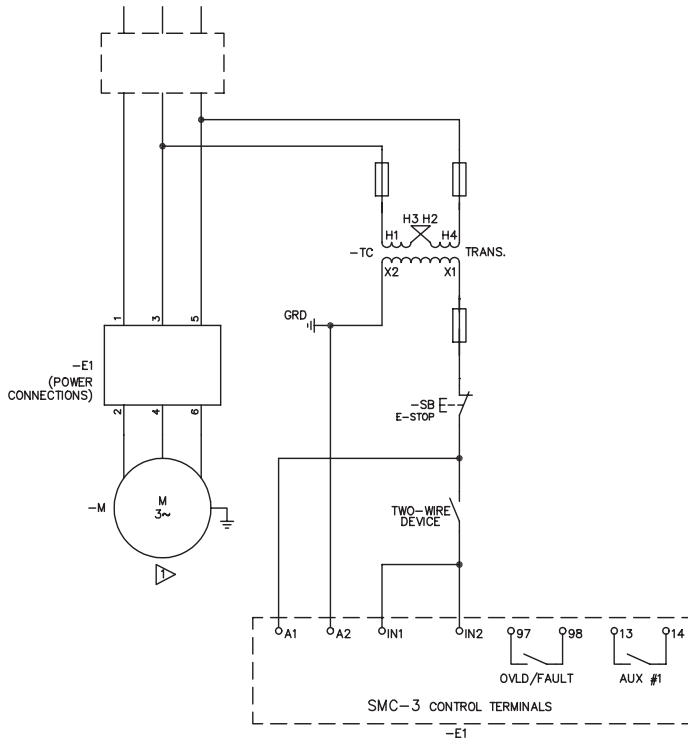 H3 H2
H1
H4
-TC
TRANS.
X2
X1
GRD
1
3
5
-E1
(POWER
CONNECTIONS)
2
4
6
-SB
E-STOP
-M
M
3~
TWO-WIRE
DEVICE
1
A1
A2
IN1
IN2
97
98
13
14
OVLD/FAULT
AUX #1
SMC-3 CONTROL TERMINALS
-E1